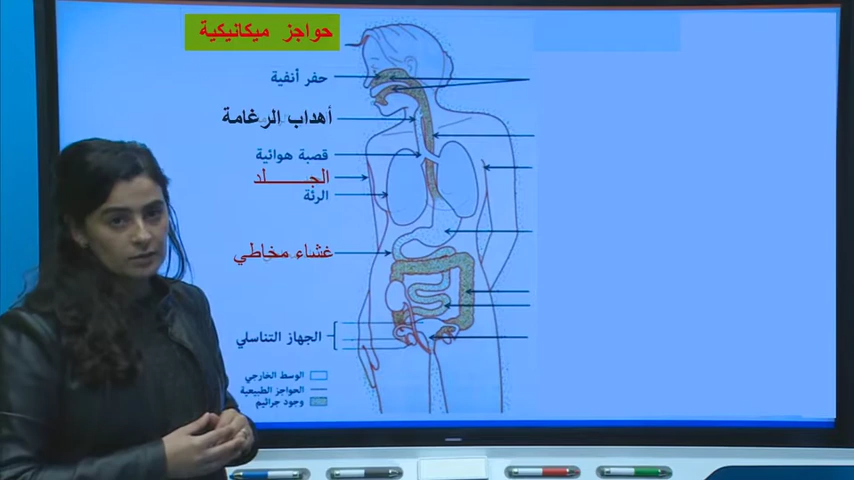 حواجز ميكانيكية
حفر أنفية
أهداب الرغامة
قصبة هوائية
الجـــــلد
الرئة
غشاء مخاطي
الجهاز التناسلي
الوسط الخارجي
الحواجز الطبيعية
وجود جراثيم